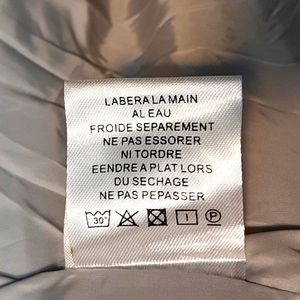 LABERA'LA MAIN
AL EAU
FROIDE SEPAREMENT
NE PAS ESSORER
NI TORDRE
EENDRE A PLAT LORS
DU SECHAGE
NE PAS PEPASSER
30°
P